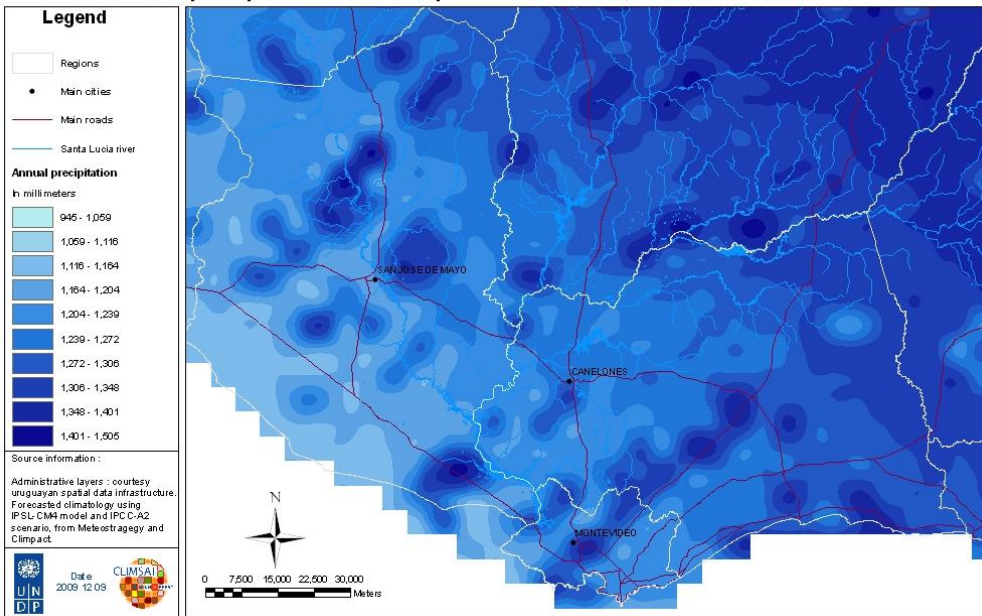 Legend
Regions
Main cities
Main roads
Santa Lucia river
Annual precipitation
In millimeters
945 - 1,059
1,059 - 1,116
1,116 - 1,164
1,164 - 1,204
1,204 - 1,239
1,239 - 1,272
1,272 - 1,306
1,306 - 1,348
1,348 - 1,401
1,401 - 1,505
Source information :
Administrative layers : courtesy
uruguayan spatial data infrastructure.
Forecasted climatology using
IPSL-CM4 model and IPCC-A2
scenario, from Meteostragegy and
Climpact.
U N
D P
Date
2009 12 09
CLIMSAT
SAN JOSE DE MAYO
CANELONES
MONTEVIDEO
N
0 7,500 15,000 22,500 30,000
Meters